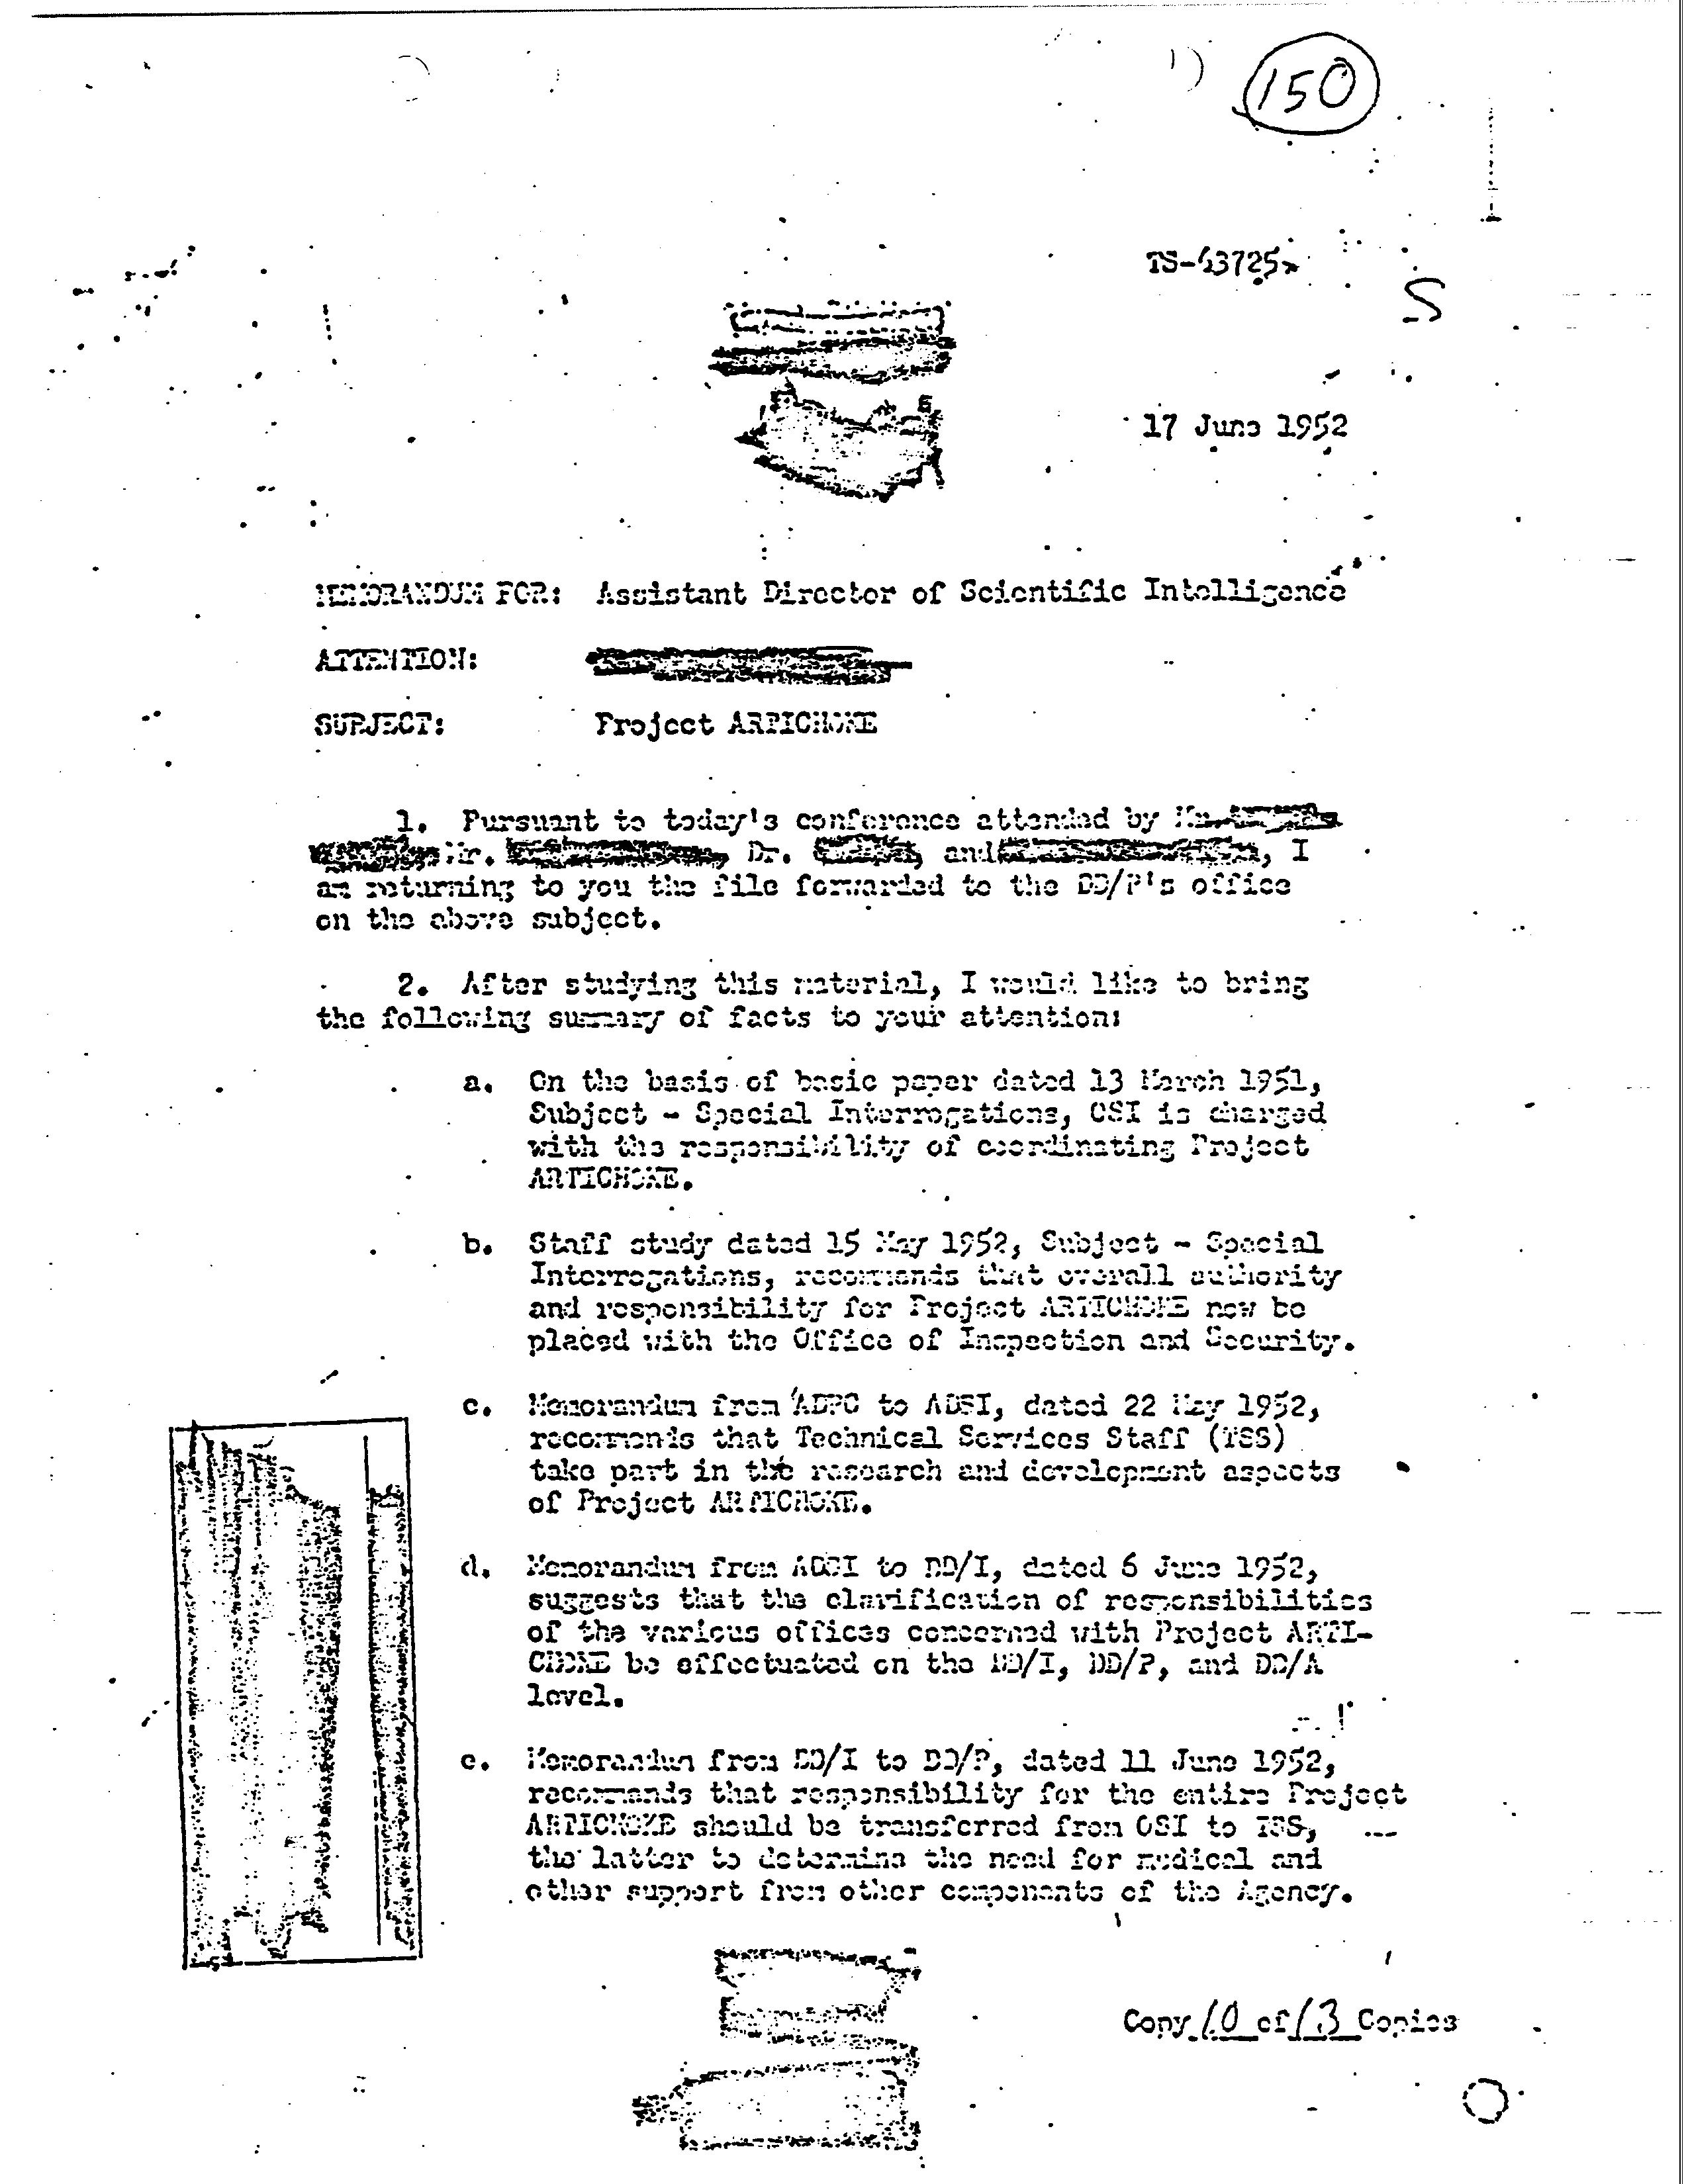 150
TS-43725
S
17 June 1952
MEMORANDUM FOR: Assistant Director of Scientific Intelligence
ATTENTION:
SUBJECT: Project ARTICHOKE
1. Pursuant to today's conference attended by Mr.
Mr. , Dr. , and , I
am returning to you the file forwarded to the DD/P's office
on the above subject.
2. After studying this material, I would like to bring
the following summary of facts to your attention:
a. On the basis of basic paper dated 13 March 1951,
Subject - Special Interrogations, OSI is charged
with the responsibility of coordinating Project
ARTICHOKE.
b. Staff study dated 15 May 1952, Subject - Special
Interrogations, recommends that overall authority
and responsibility for Project ARTICHOKE now be
placed with the Office of Inspection and Security.
c. Memorandum from ADPC to ADSI, dated 22 May 1952,
recommends that Technical Services Staff (TSS)
take part in the research and development aspects
of Project ARTICHOKE.
d. Memorandum from ADSI to DD/I, dated 6 June 1952,
suggests that the clarification of responsibilities
of the various offices concerned with Project ARTI-
CHOKE be effectuated on the DD/I, DD/P, and DD/A
level.
e. Memorandum from DD/I to DD/P, dated 11 June 1952,
recommends that responsibility for the entire Project
ARTICHOKE should be transferred from OSI to TSS,
the latter to determine the need for medical and
other support from other components of the Agency.
Copy 10 of 13 Copies